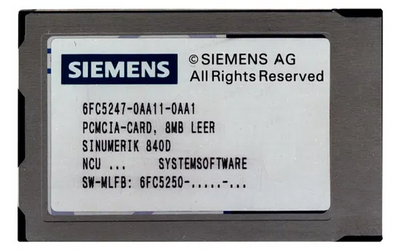 SIEMENS
© SIEMENS AG
All Rights Reserved
6FC5247-0AA11-0AA1
PCMCIA-CARD, 8MB LEER
SINUMERIK 840D
NCU ... SYSTEMSOFTWARE
SW-MLFB: 6FC5250-.....-...